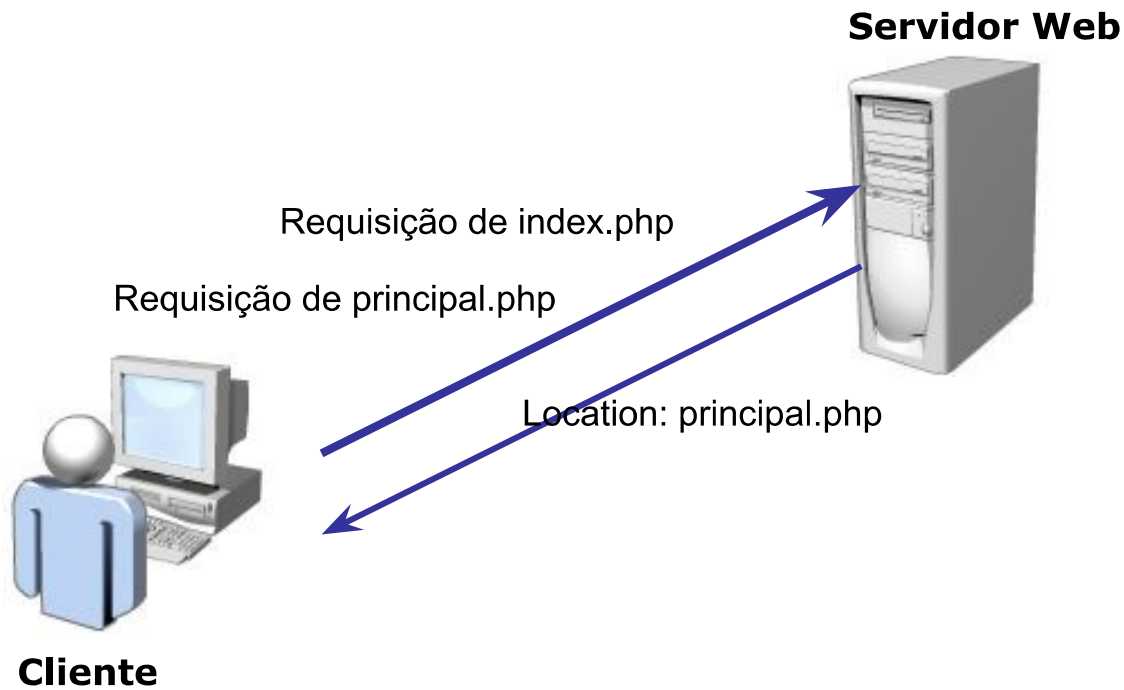 Servidor Web
Requisição de index.php
Requisição de principal.php
Location: principal.php
Cliente